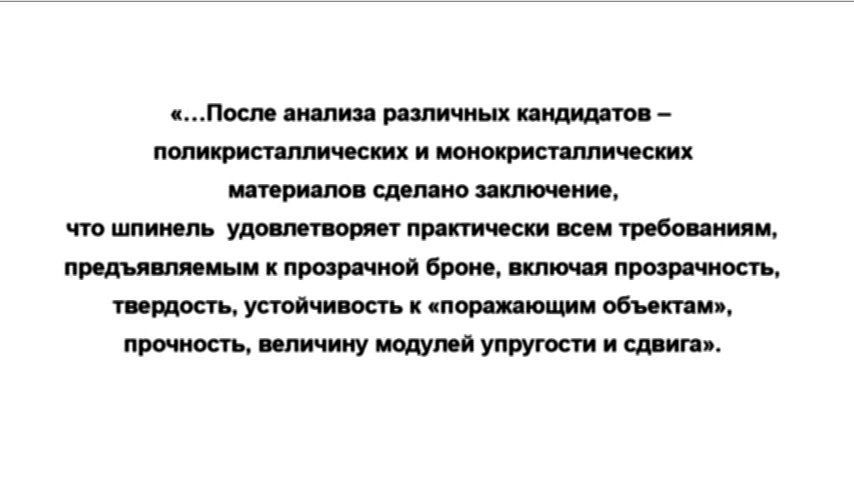 «…После анализа различных кандидатов –
поликристаллических и монокристаллических
материалов сделано заключение,
что шпинель удовлетворяет практически всем требованиям,
предъявляемым к прозрачной броне, включая прозрачность,
твердость, устойчивость к «поражающим объектам»,
прочность, величину модулей упругости и сдвига».